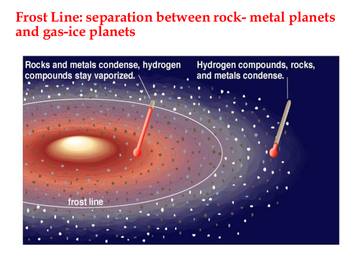 Frost Line: separation between rock- metal planets
and gas-ice planets
Rocks and metals condense, hydrogen
compounds stay vaporized.
Hydrogen compounds, rocks,
and metals condense.
frost line